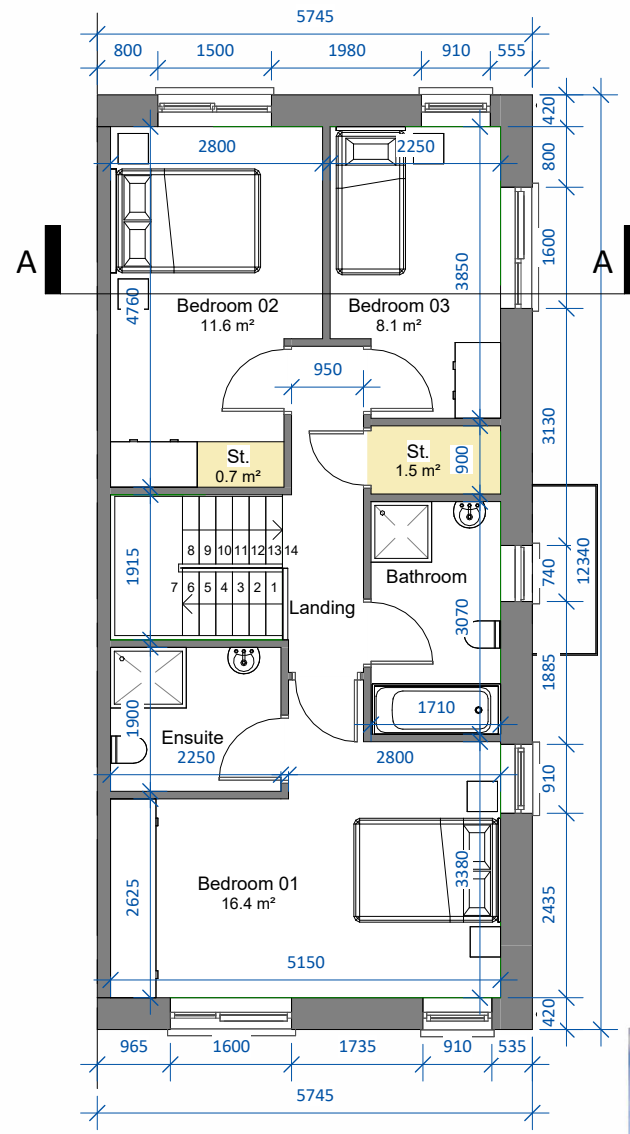 5745
800 1500 1980 910 555
420
2800 2250
800
A A
1600
4760
3850
Bedroom 02
11.6 m²
Bedroom 03
8.1 m²
950
3130
St.
0.7 m²
St.
1.5 m²
900
1915
8 9 10 11 12 13 14
7 6 5 4 3 2 1
Landing
Bathroom
3070
740
12340
1885
1900
Ensuite
1710
2250 2800
910
Bedroom 01
16.4 m²
3380
2625
2435
5150
420
965 1600 1735 910 535
5745